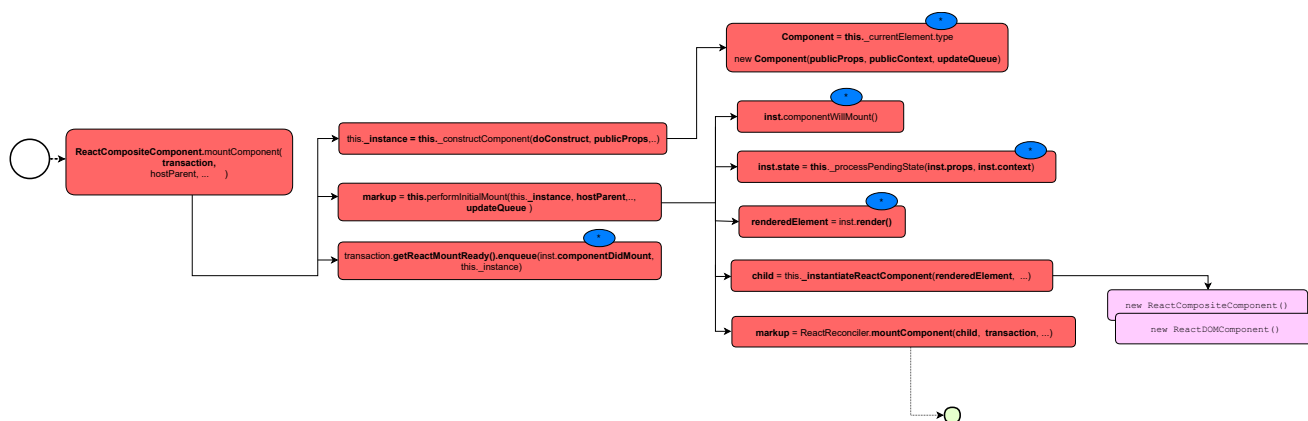 *
Component = this._currentElement.type
new Component(publicProps, publicContext, updateQueue)
*
inst.componentWillMount()
ReactCompositeComponent.mountComponent(
transaction,
hostParent, ... )
this._instance = this._constructComponent(doConstruct, publicProps,..)
*
inst.state = this._processPendingState(inst.props, inst.context)
markup = this.performInitialMount(this._instance, hostParent,..,
updateQueue )
*
renderedElement = inst.render()
*
transaction.getReactMountReady().enqueue(inst.componentDidMount,
this._instance)
child = this._instantiateReactComponent(renderedElement, ...)
new ReactCompositeComponent()
new ReactDOMComponent()
markup = ReactReconciler.mountComponent(child, transaction, ...)